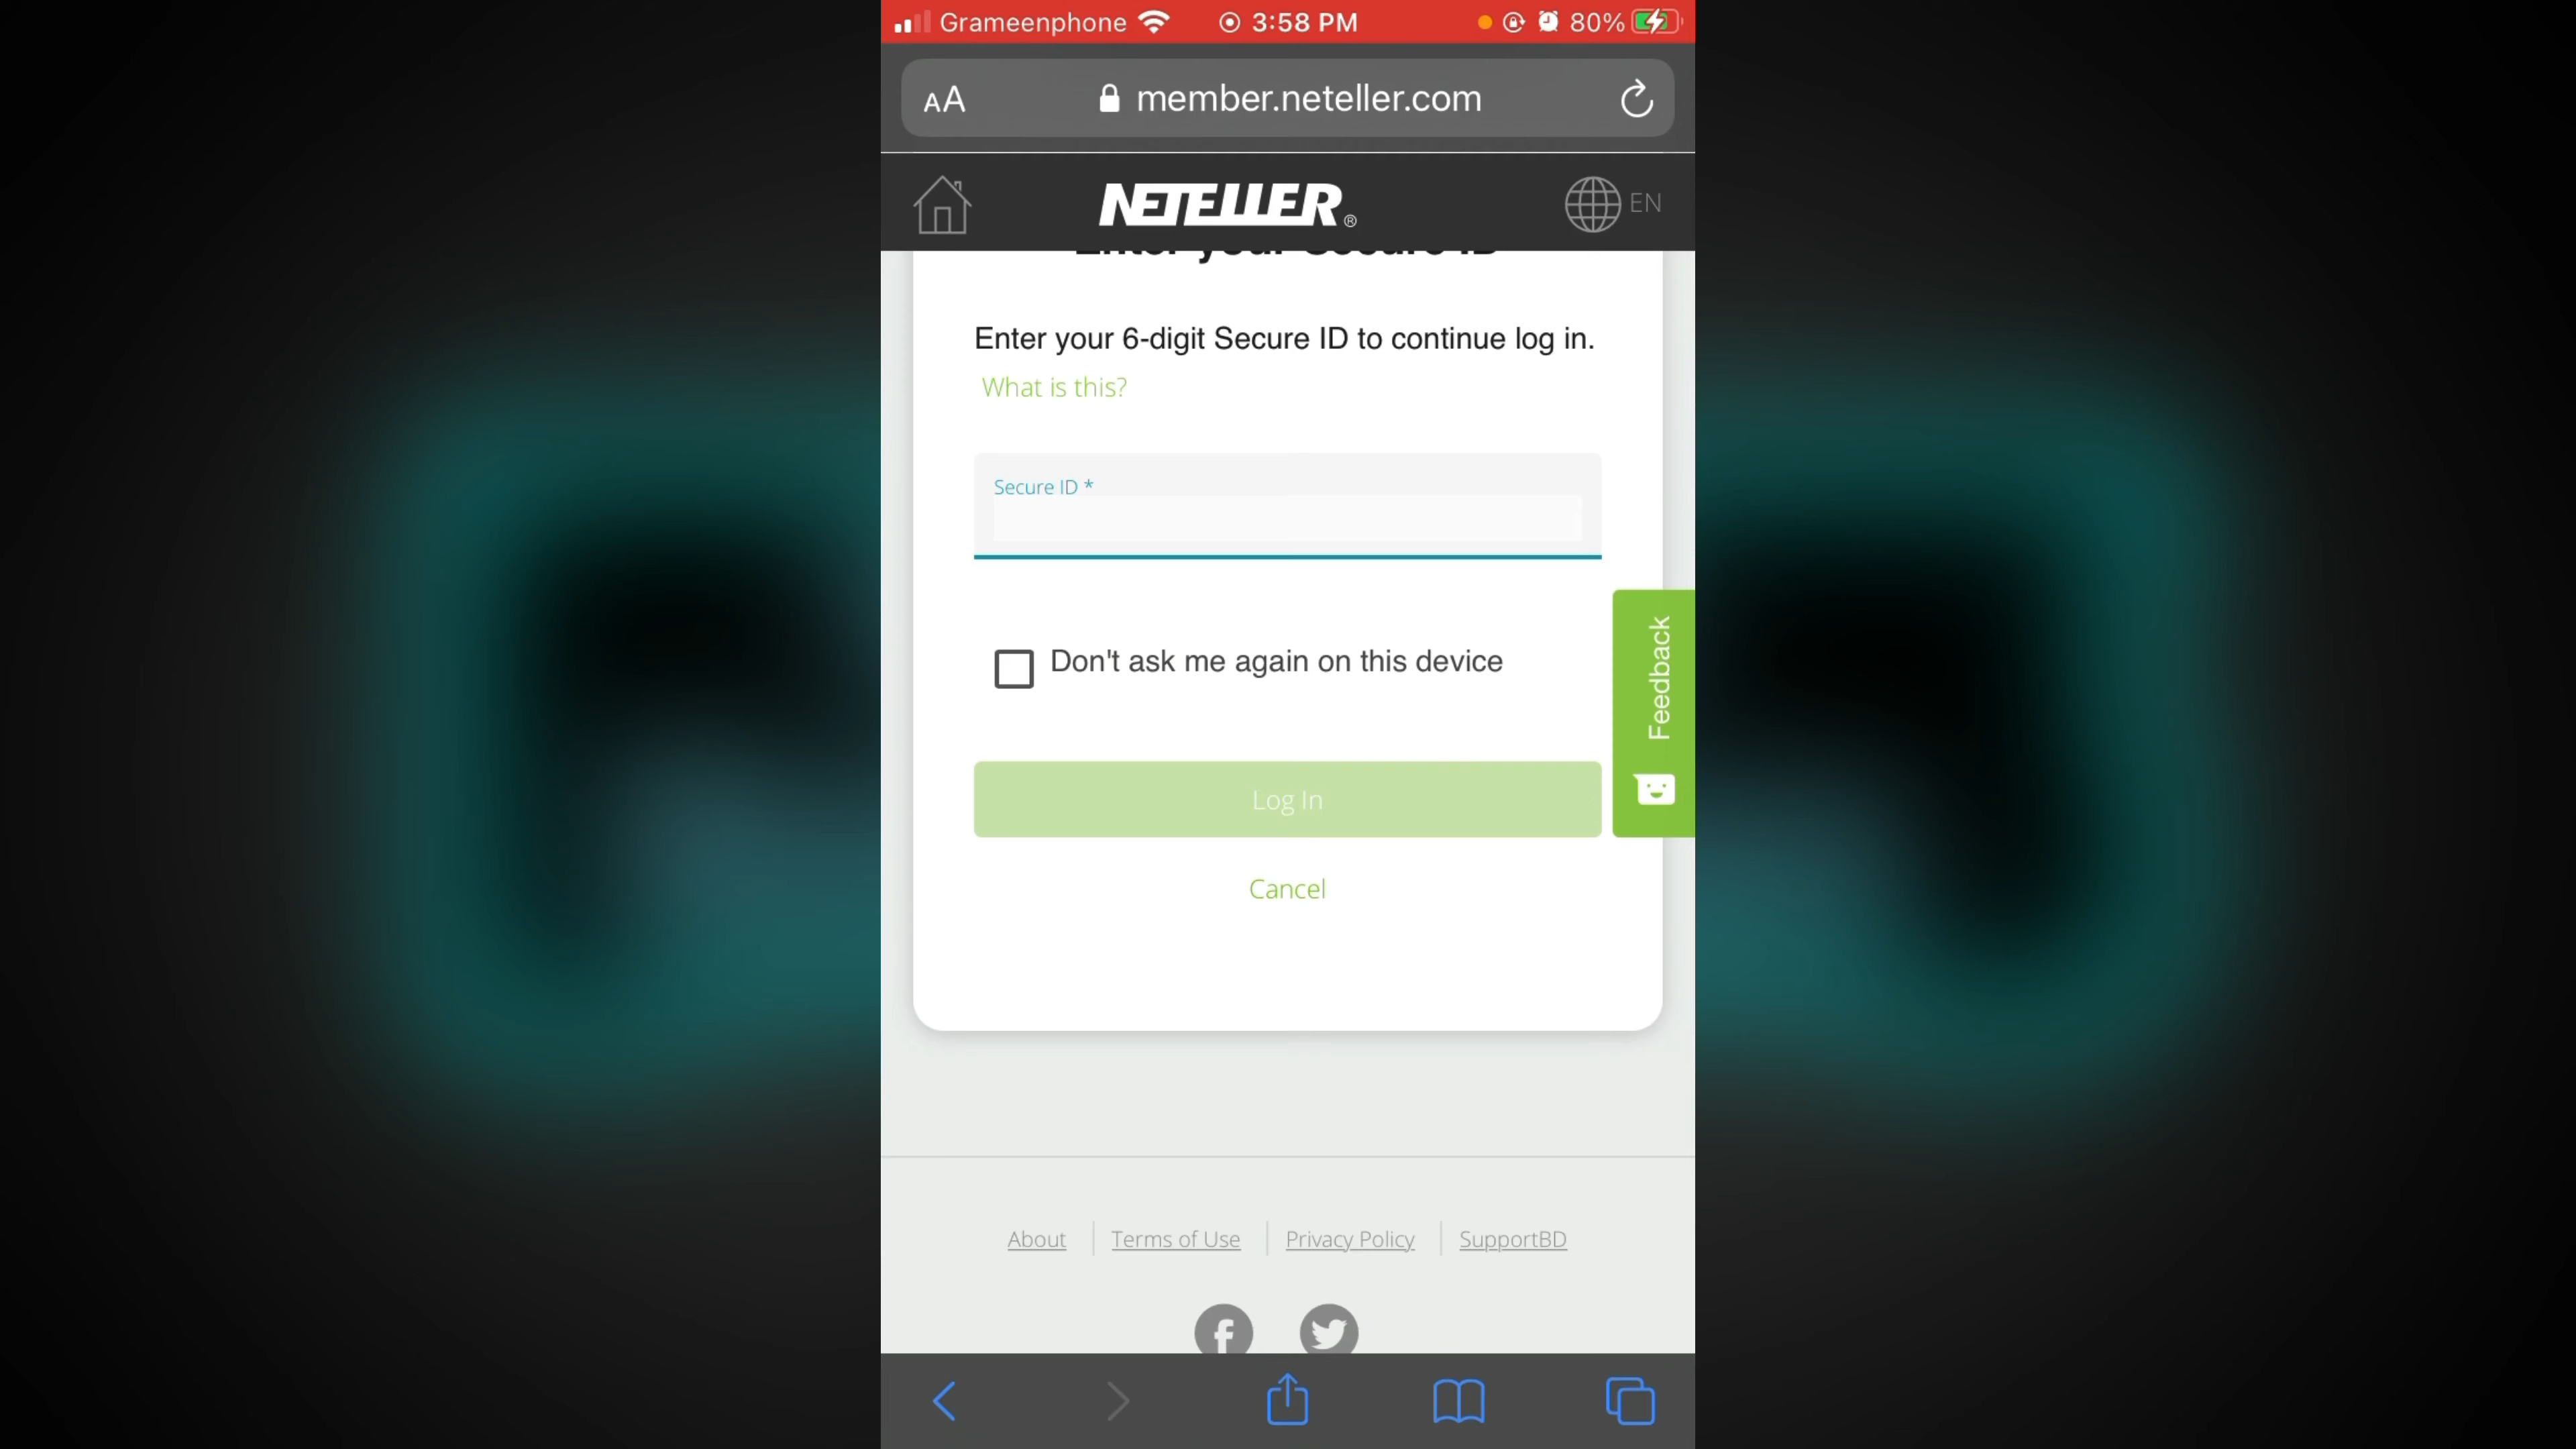 Grameenphone 3:58 PM 80%
AA member.neteller.com
NETELLER® EN
Enter your Secure ID
Enter your 6-digit Secure ID to continue log in.
What is this?
Secure ID *
Don't ask me again on this device
Feedback
Log In
Cancel
About Terms of Use Privacy Policy SupportBD